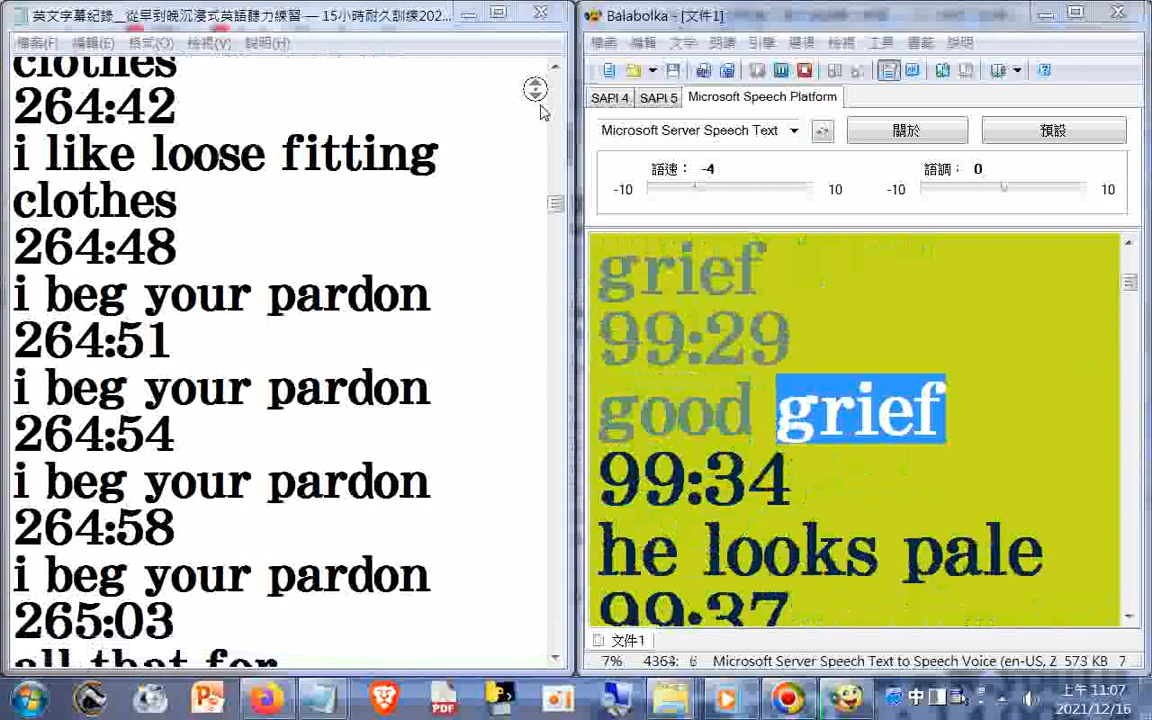 英文字幕紀錄__從早到晚沉浸式英語聽力練習 — 15小時耐久訓練202...
檔案(F) 編輯(E) 格式(O) 檢視(V) 說明(H)
clothes
264:42
i like loose fitting
clothes
264:48
i beg your pardon
264:51
i beg your pardon
264:54
i beg your pardon
264:58
i beg your pardon
265:03
all that for
Balabolka - [文件1]
檔案 編輯 文字 朗讀 引擎 選項 檢視 工具 書籤 說明
SAPI 4 SAPI 5 Microsoft Speech Platform
Microsoft Server Speech Text 關於 預設
語速： -4 語調： 0
-10 10 -10 10
grief
99:29
good grief
99:34
he looks pale
99:37
文件1
7% Microsoft Server Speech Text to Speech Voice (en-US, Z 573 KB 7
PDF 中 上午 11:07
2021/12/16